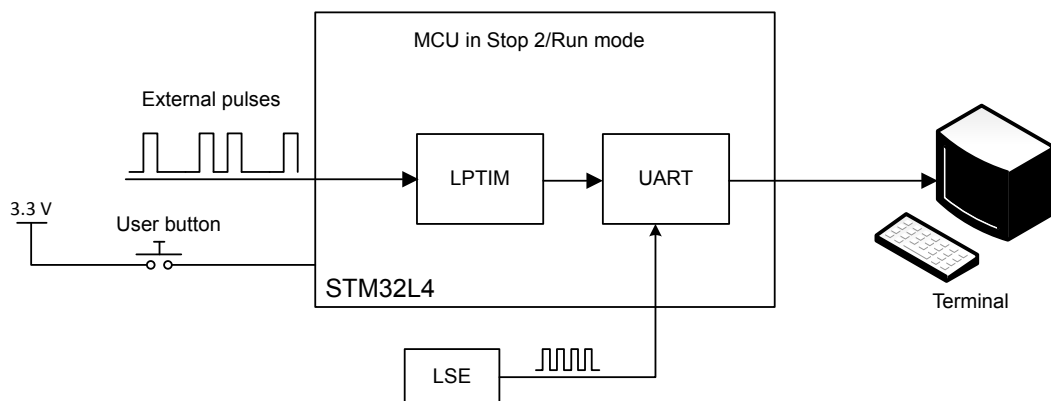 MCU in Stop 2/Run mode
External pulses
LPTIM
UART
3.3 V
User button
STM32L4
Terminal
LSE